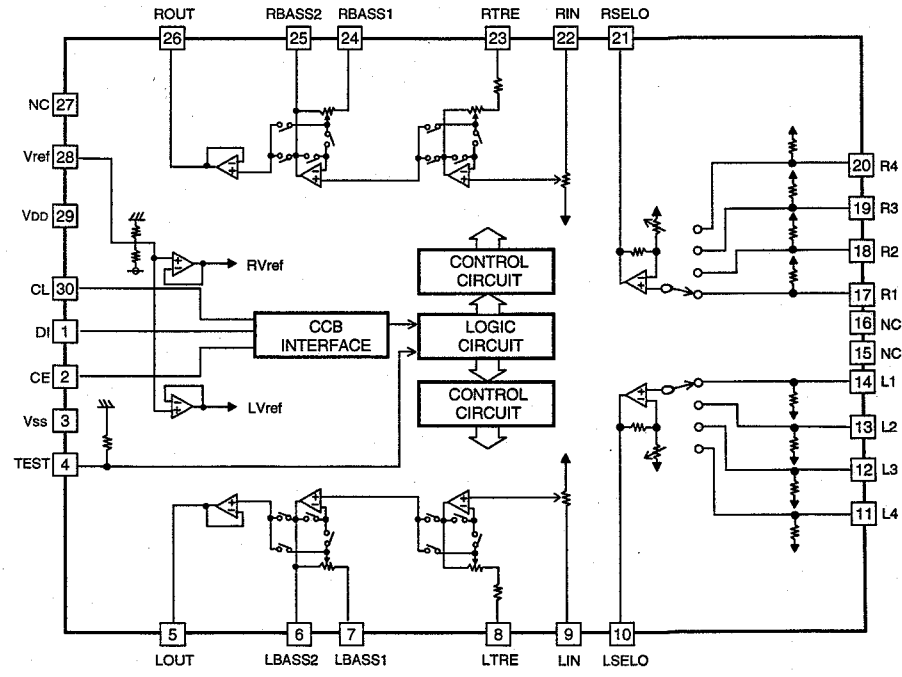 ROUT RBASS2 RBASS1 RTRE RIN RSELO
26 25 24 23 22 21
NC 27
Vref 28
20 R4
19 R3
VDD 29
18 R2
CONTROL
CIRCUIT
RVref
CL 30
17 R1
16 NC
DI 1
CCB
INTERFACE
LOGIC
CIRCUIT
15 NC
CE 2
14 L1
CONTROL
CIRCUIT
LVref
VSS 3
13 L2
TEST 4
12 L3
11 L4
5 6 7 8 9 10
LOUT LBASS2 LBASS1 LTRE LIN LSELO